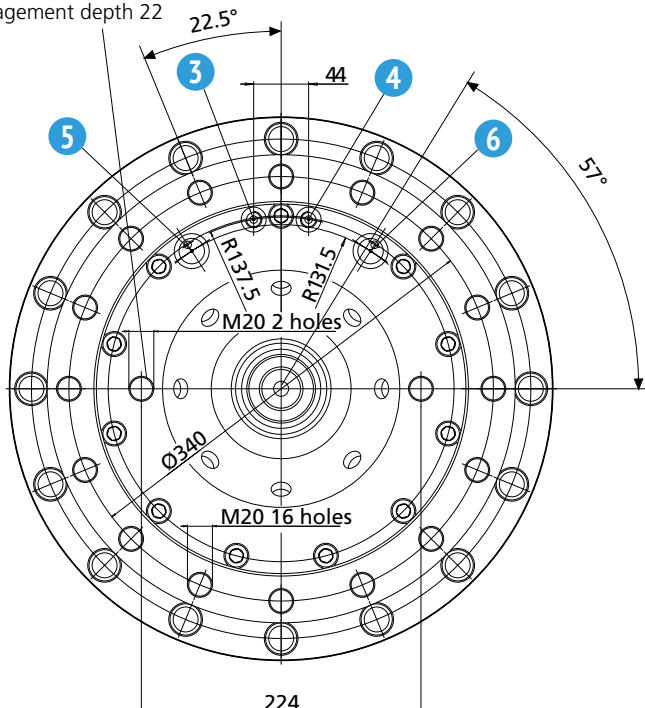 agement depth 22
22.5°
3
44
4
5
6
57°
R137.5
R131.5
M20 2 holes
Ø340
M20 16 holes
224